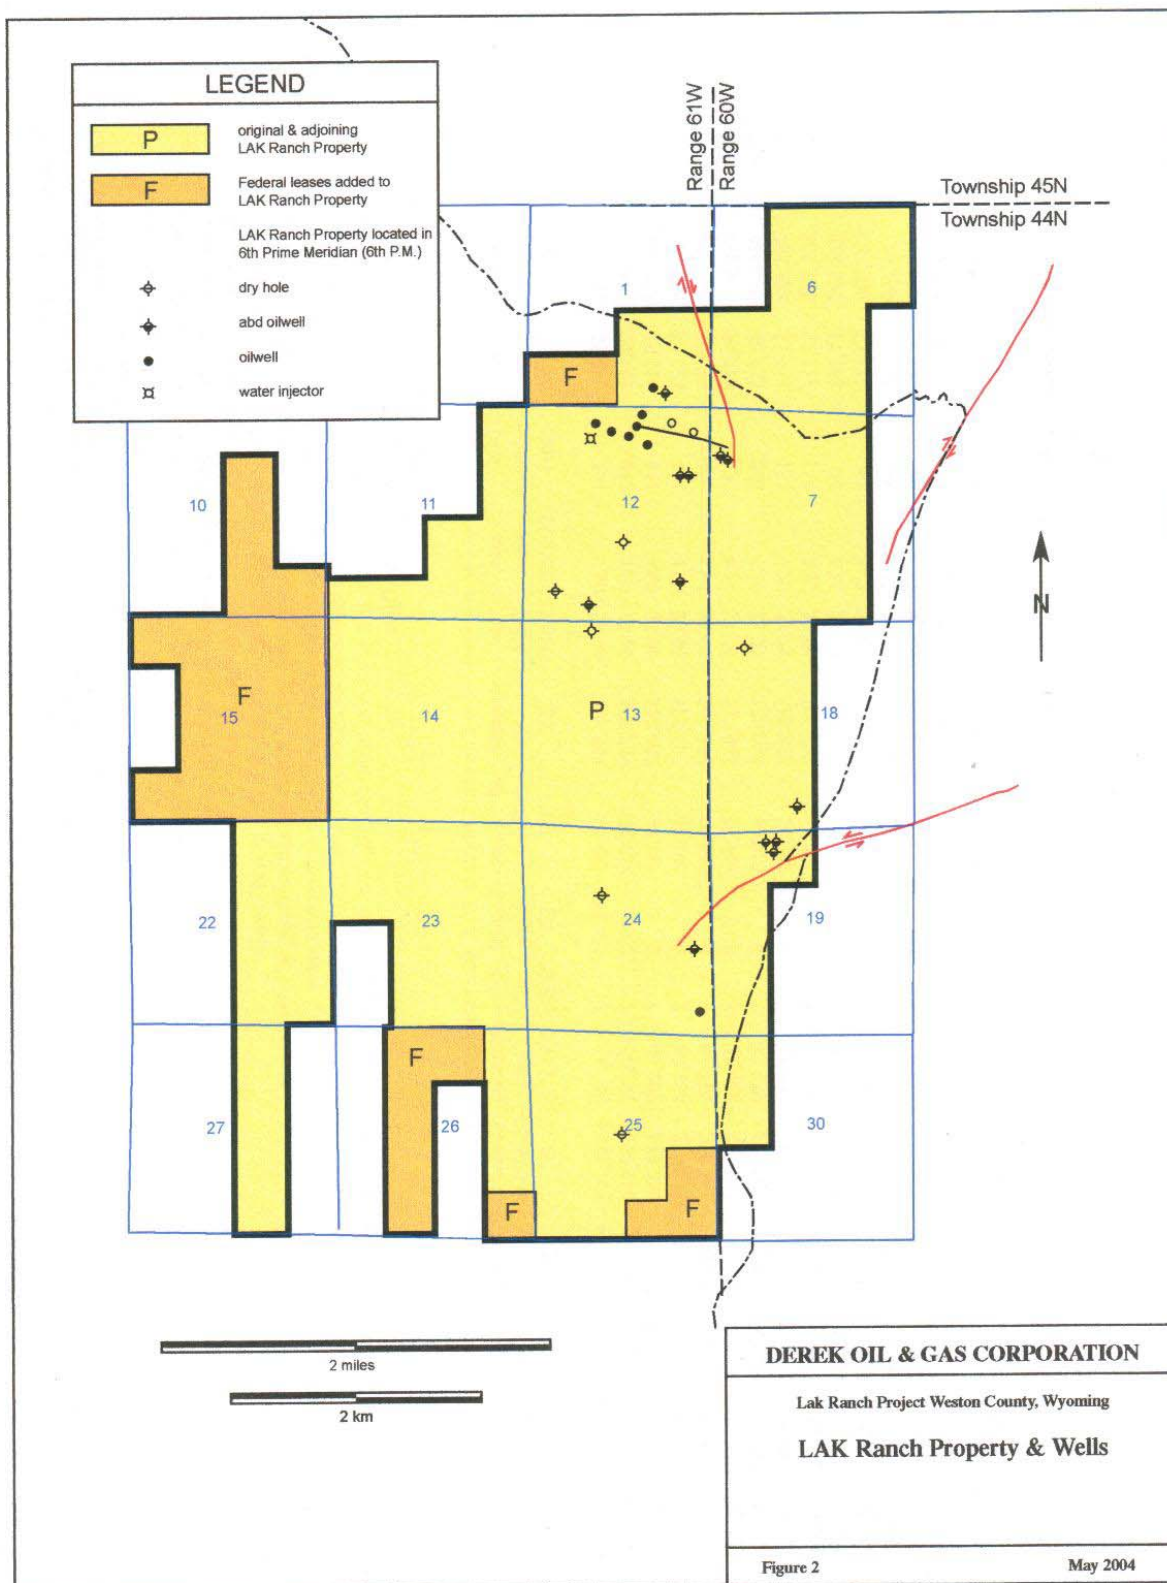 LEGEND
P
original & adjoining
LAK Ranch Property
F
Federal leases added to
LAK Ranch Property
LAK Ranch Property located in
6th Prime Meridian (6th P.M.)
dry hole
abd oilwell
oilwell
water injector
Range 61W
Range 60W
Township 45N
Township 44N
1
6
F
10
11
12
7
N
F
15
14
P
13
18
22
23
24
19
F
27
26
25
30
F
F
2 miles
2 km
DEREK OIL & GAS CORPORATION
Lak Ranch Project Weston County, Wyoming
LAK Ranch Property & Wells
Figure 2
May 2004